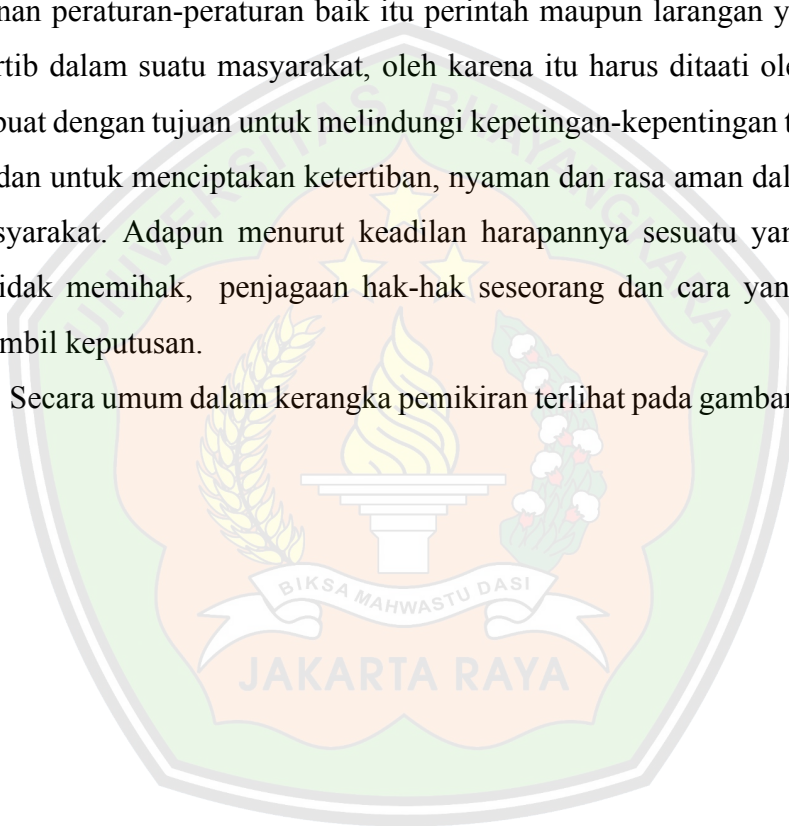 nan peraturan-peraturan baik itu perintah maupun larangan y
rtib dalam suatu masyarakat, oleh karena itu harus ditaati ol
buat dengan tujuan untuk melindungi kepetingan-kepentingan t
dan untuk menciptakan ketertiban, nyaman dan rasa aman dal
syarakat. Adapun menurut keadilan harapannya sesuatu yan
idak memihak, penjagaan hak-hak seseorang dan cara yan
mbil keputusan.
Secara umum dalam kerangka pemikiran terlihat pada gambar
UNIVERSITAS BHAYANGKARA
BIKSA MAHWASTU DASI
JAKARTA RAYA